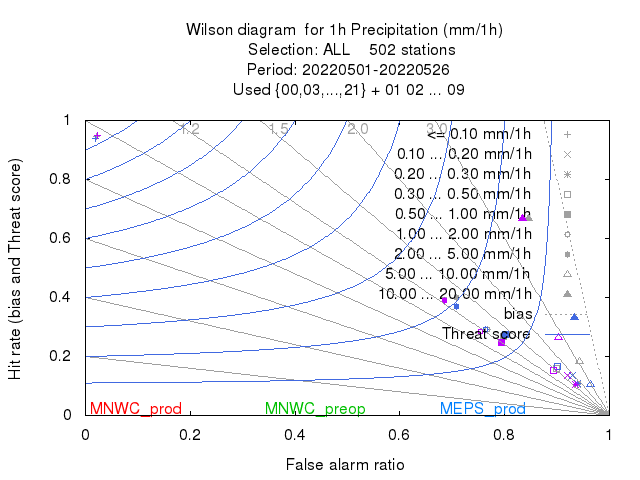 Wilson diagram for 1h Precipitation (mm/1h)
Selection: ALL 502 stations
Period: 20220501-20220526
Used {00,03,...,21} + 01 02 ... 09
Hit rate (bias and Threat score)
1
0.8
0.6
0.4
0.2
0
1.2
1.5
2.0
3.0
<= 0.10 mm/1h
0.10 ... 0.20 mm/1h
0.20 ... 0.30 mm/1h
0.30 ... 0.50 mm/1h
0.50 ... 1.00 mm/1h
1.00 ... 2.00 mm/1h
2.00 ... 5.00 mm/1h
5.00 ... 10.00 mm/1h
10.00 ... 20.00 mm/1h
bias
Threat score
MNWC_prod MNWC_preop MEPS_prod
0 0.2 0.4 0.6 0.8 1
False alarm ratio